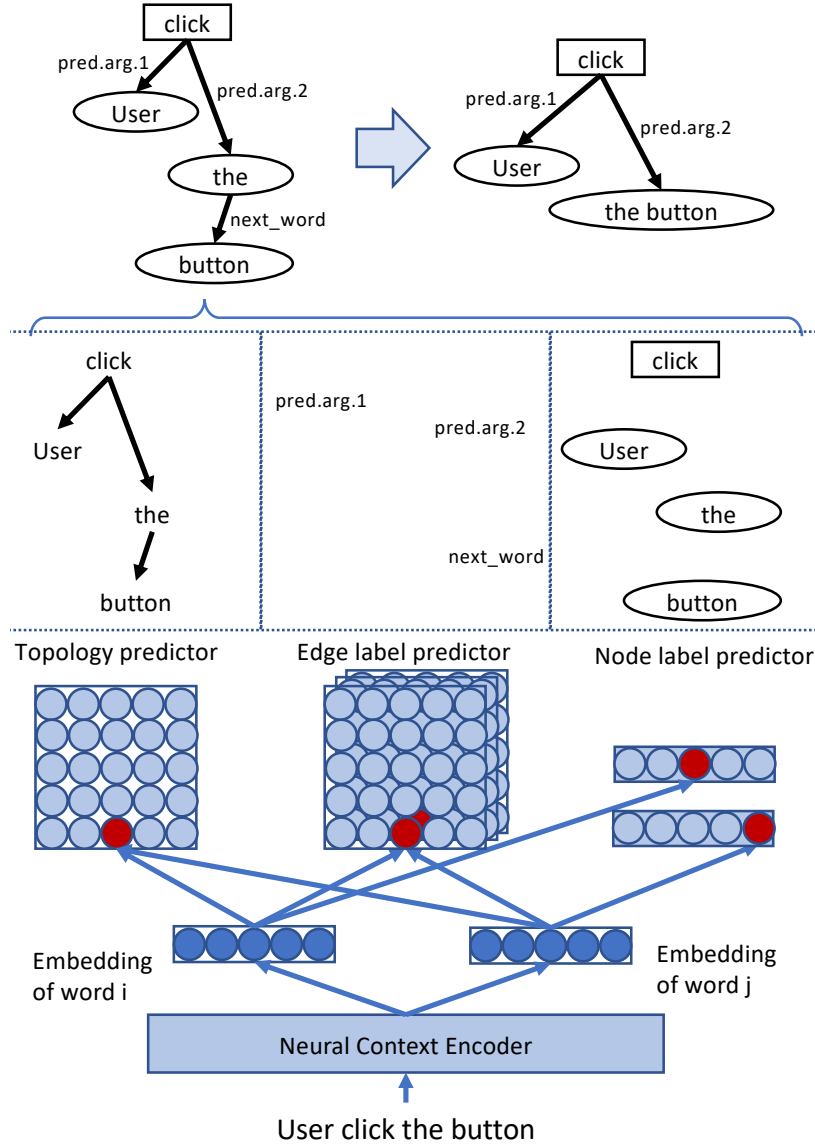 click
pred.arg.1
pred.arg.2
User
the
next_word
button
click
pred.arg.1
pred.arg.2
User
the button
click
User
the
button
pred.arg.1
pred.arg.2
next_word
click
User
the
button
Topology predictor
Edge label predictor
Node label predictor
Embedding
of word i
Embedding
of word j
Neural Context Encoder
User click the button